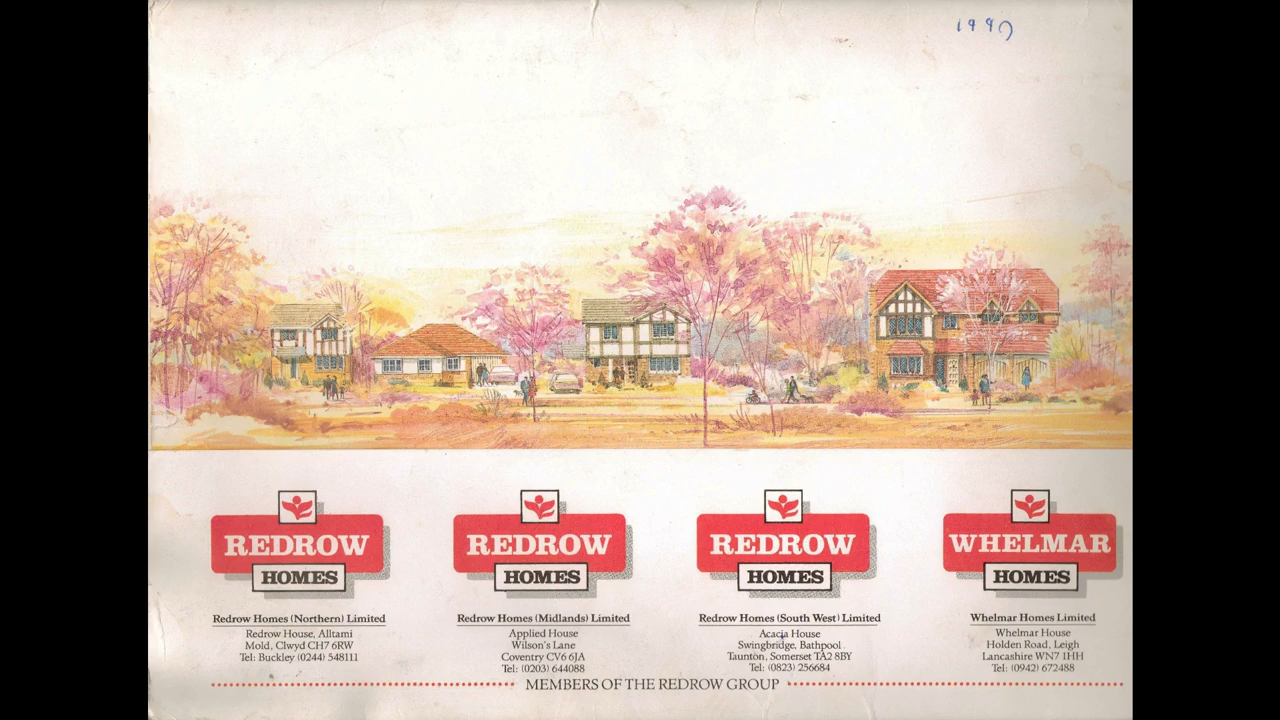 1990
REDROW
HOMES
Redrow Homes (Northern) Limited
Redrow House, Alltami
Mold, Clwyd CH7 6RW
Tel: Buckley (0244) 548111
REDROW
HOMES
Redrow Homes (Midlands) Limited
Applied House
Wilson's Lane
Coventry CV6 6JA
Tel: (0203) 644088
REDROW
HOMES
Redrow Homes (South West) Limited
Acacia House
Swingbridge, Bathpool.
Taunton, Somerset TA2 8BY
Tel: (0823) 256684
WHELMAR
HOMES
Whelmar Homes Limited
Whelmar House
Holden Road, Leigh
Lancashire WN7 1HH
Tel: (0942) 672488
MEMBERS OF THE REDROW GROUP